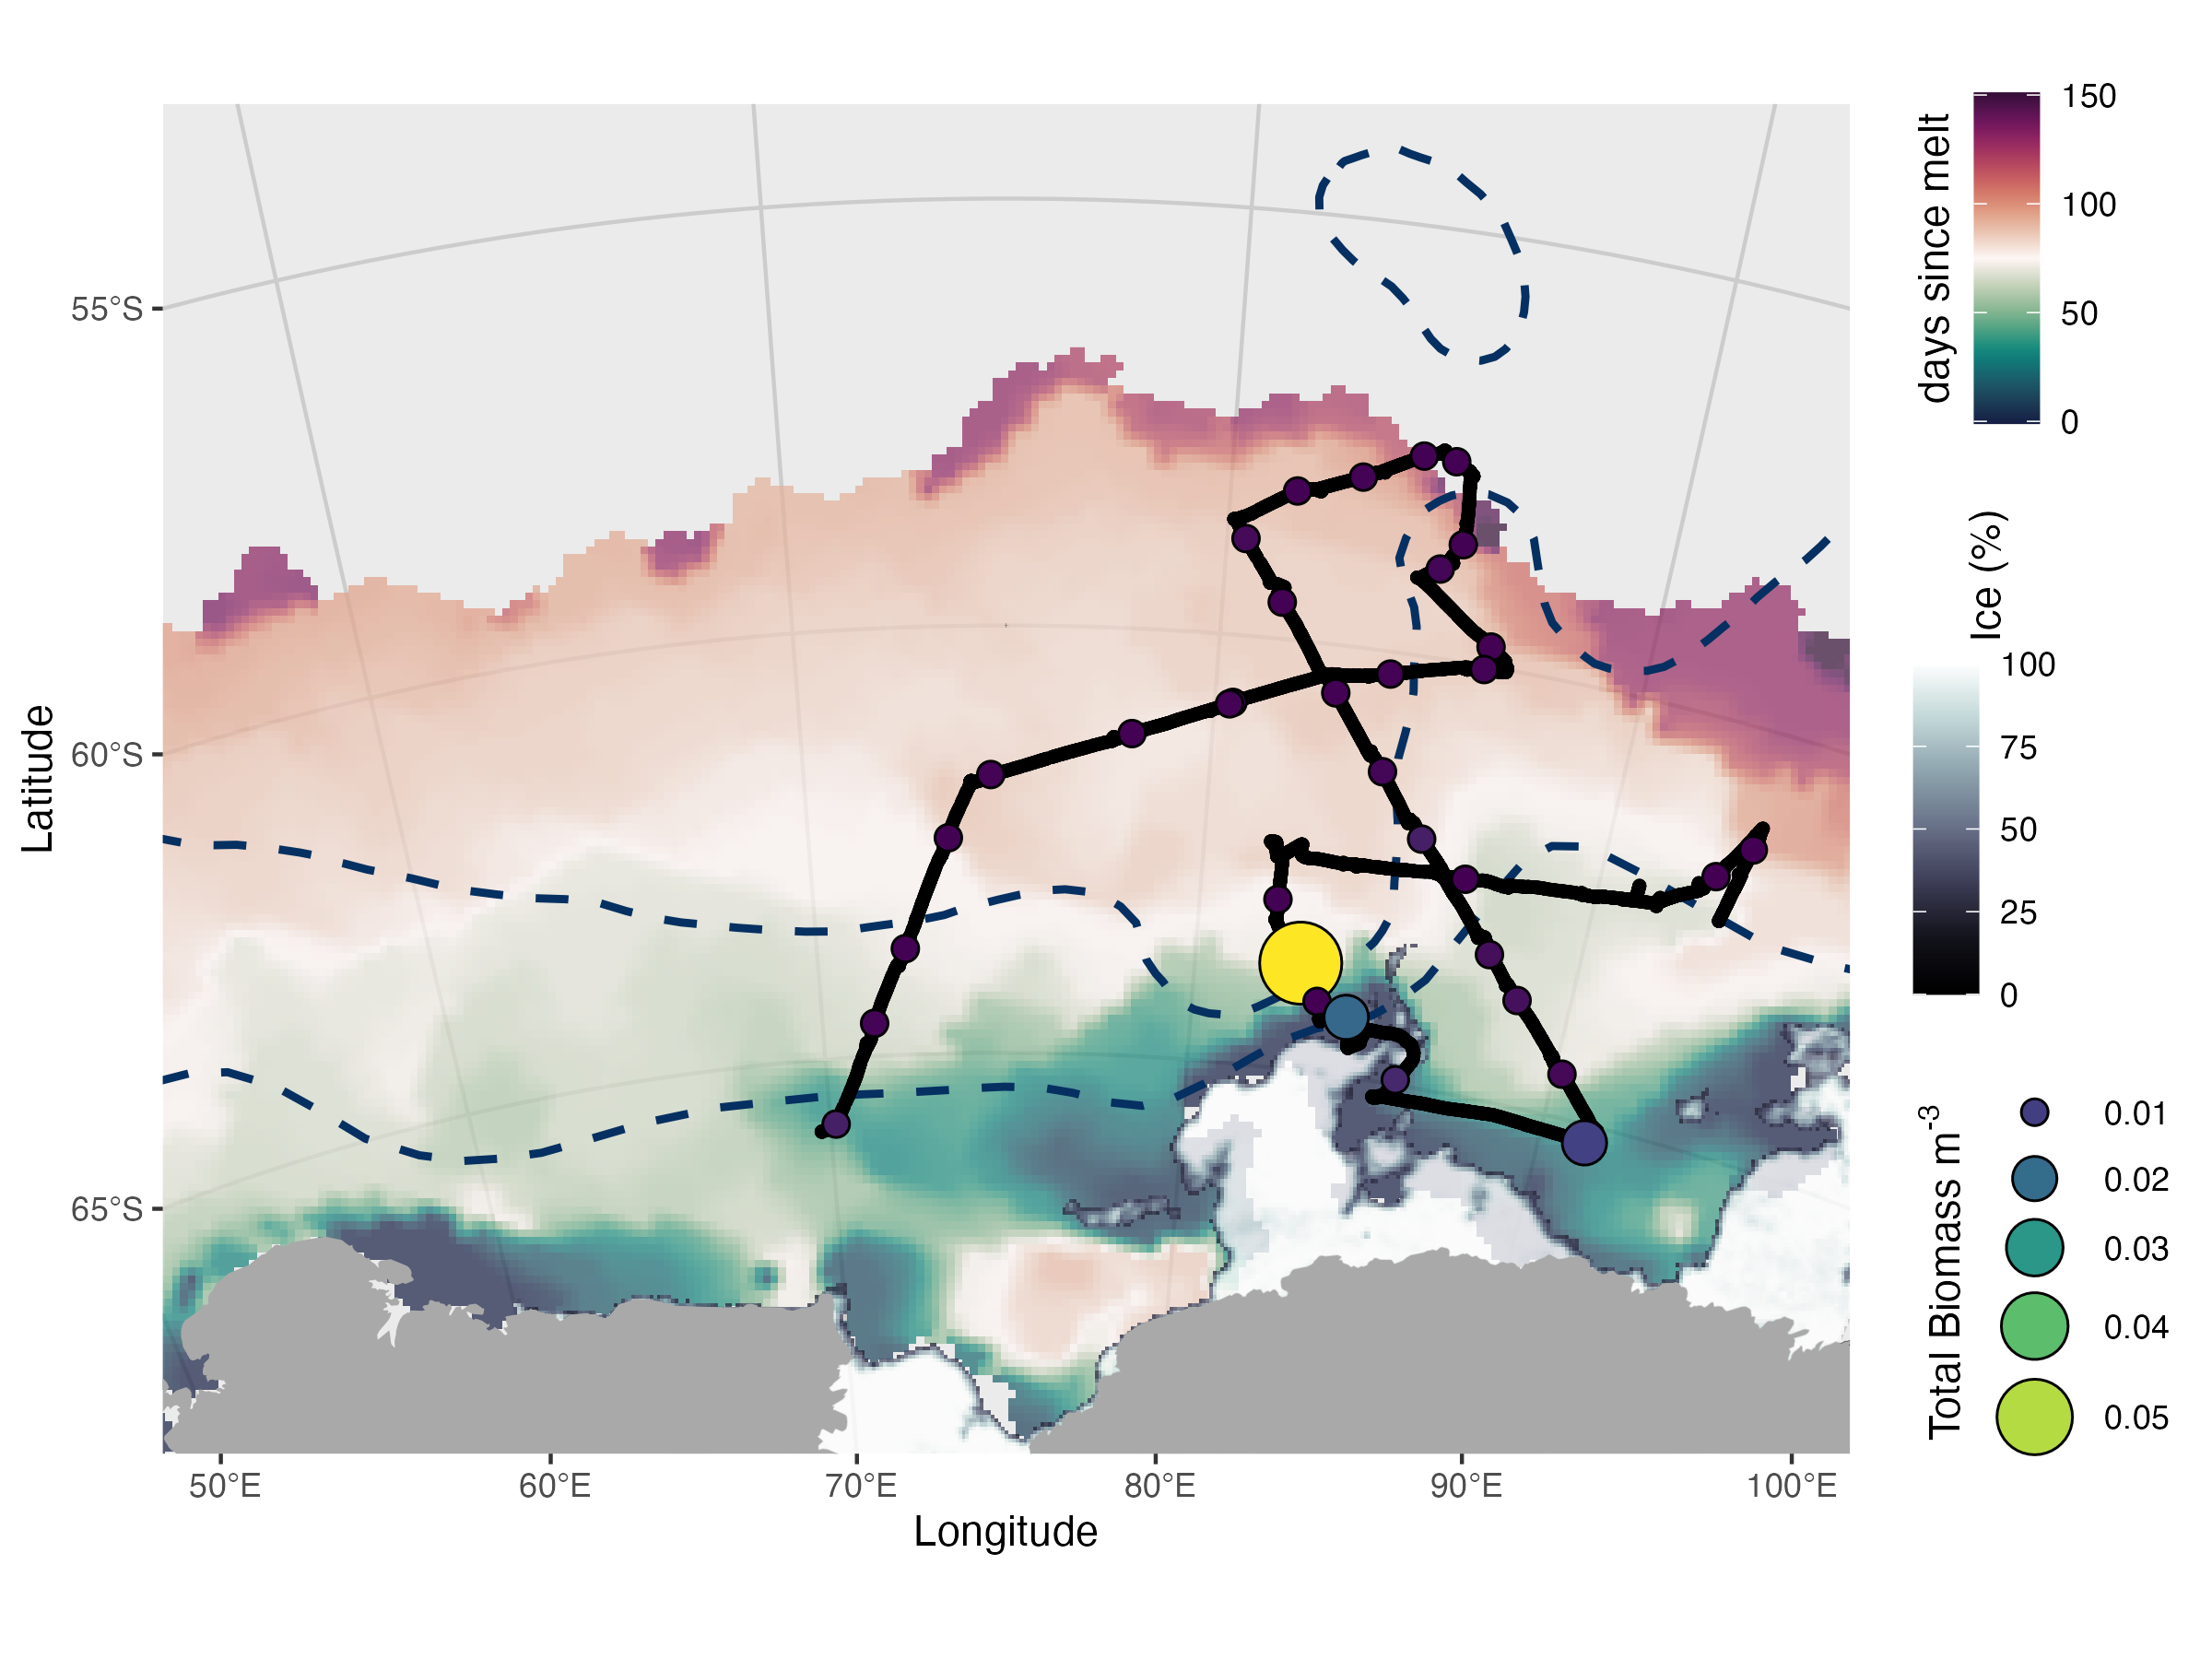 55°S
60°S
65°S
Latitude
50°E
60°E
70°E
80°E
90°E
100°E
Longitude
days since melt
150
100
50
0
Ice (%)
100
75
50
25
0
Total Biomass m⁻³
0.01
0.02
0.03
0.04
0.05